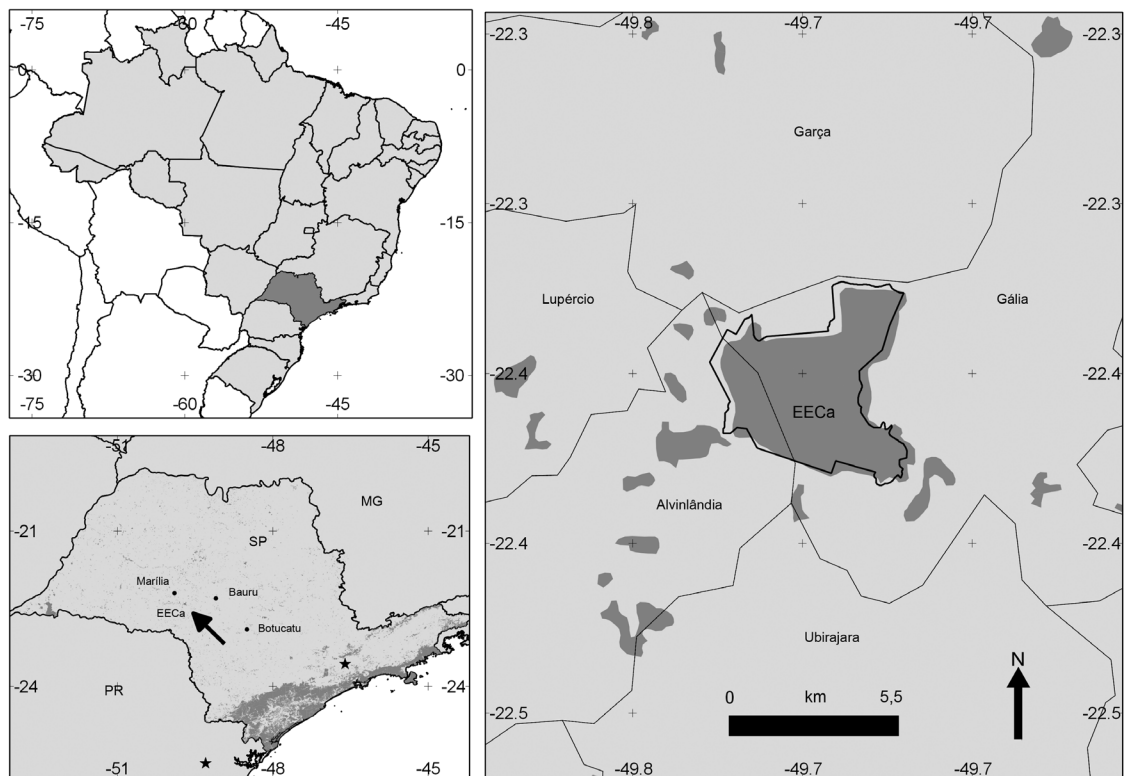 -75
-60
-45
0
0
-15
-15
-30
-30
-75
-60
-45
-51
-48
-45
MG
-21
-21
SP
Marília
Bauru
EECa
Botucatu
PR
-24
-24
-51
-48
-45
-49.8
-49.7
-49.7
-22.3
-22.3
Garça
-22.3
-22.3
Lupércio
Gália
-22.4
-22.4
EECa
Alvinlândia
-22.4
-22.4
Ubirajara
N
0 km 5,5
-22.5
-22.5
-49.8
-49.7
-49.7